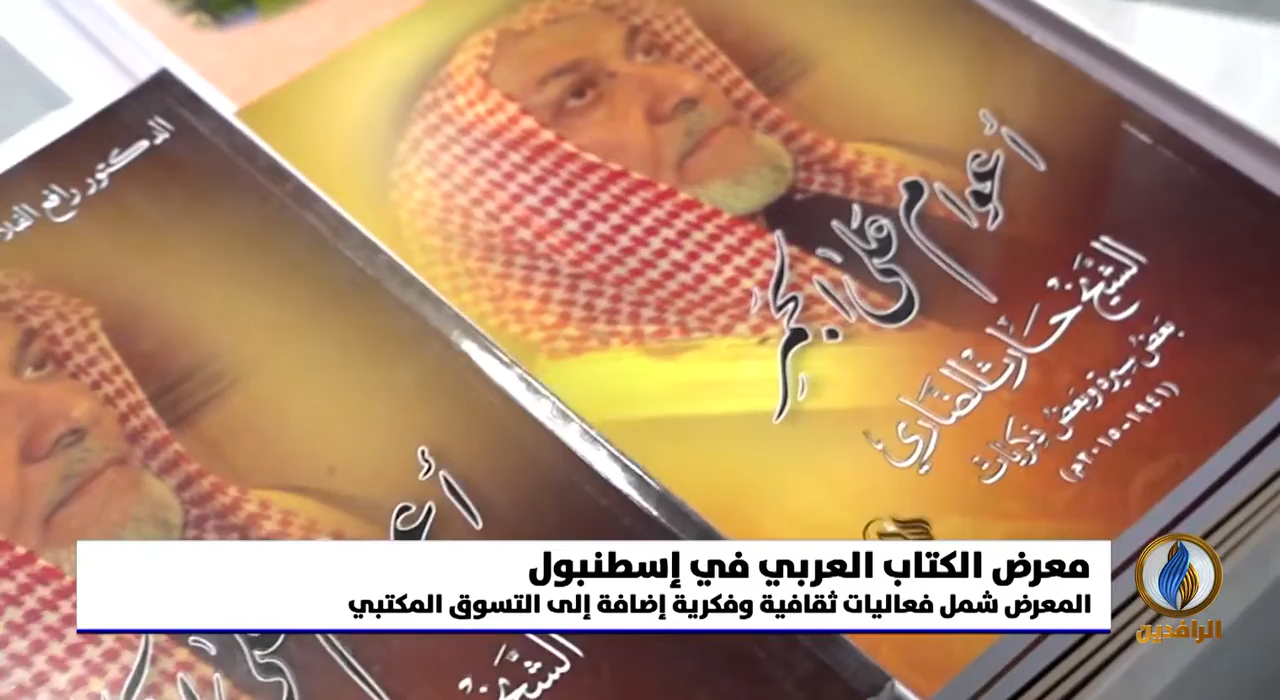 أعوام على الجمر
الشيخ حارث الضاري
بعض سيرة وبعض ذكريات
(١٩٤١-٢٠١٥م)
الدكتور رافع
معرض الكتاب العربي في إسطنبول
المعرض شمل فعاليات ثقافية وفكرية إضافة إلى التسوق المكتبي
الرافدين